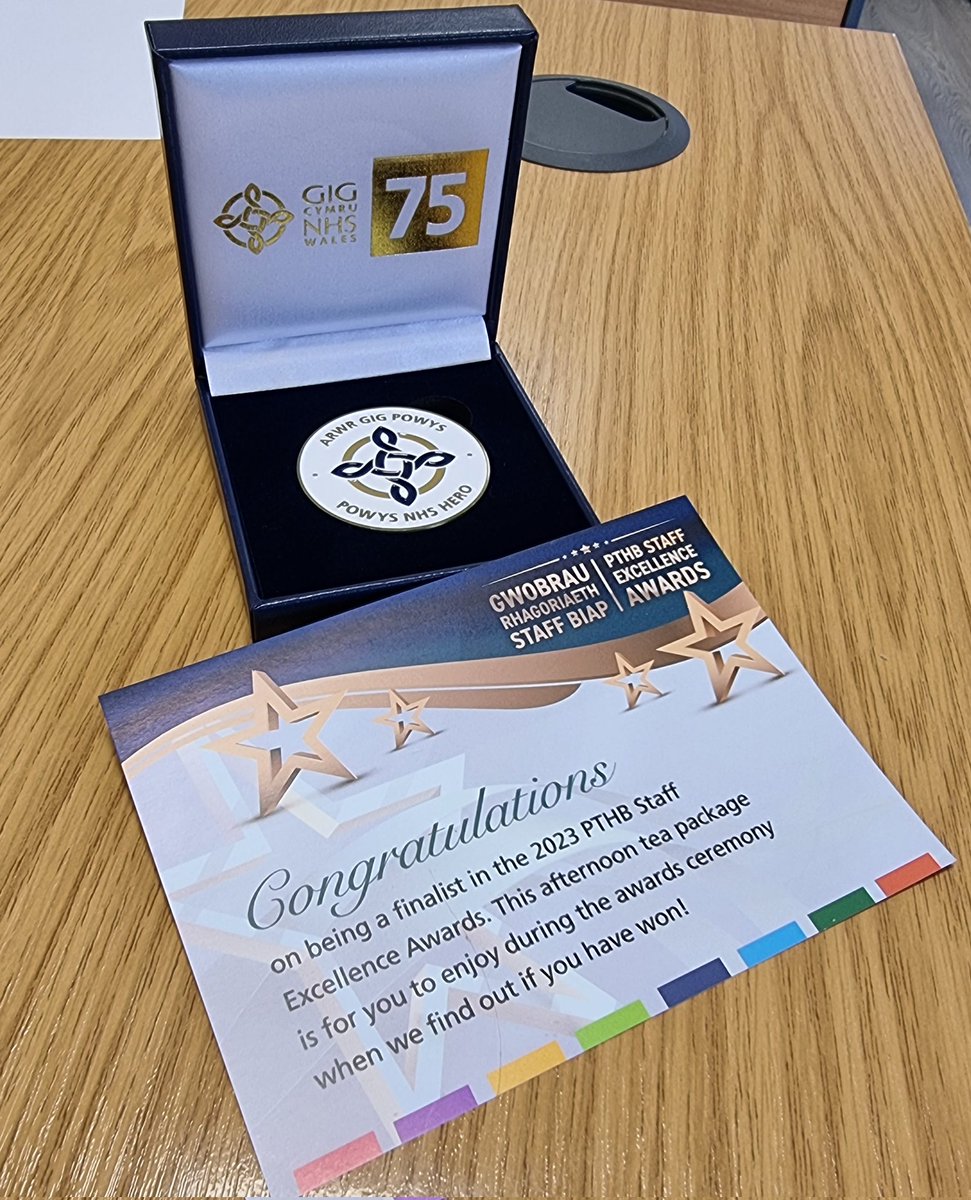 GIG
CYMRU
NHS
WALES
75
ARWR GIG POWYS
POWYS NHS HERO
GWOBRAU
RHAGORIAETH
STAFF BIAP
PTHB STAFF
EXCELLENCE
AWARDS
Congratulations
on being a finalist in the 2023 PTHB Staff
Excellence Awards. This afternoon tea package
is for you to enjoy during the awards ceremony
when we find out if you have won!